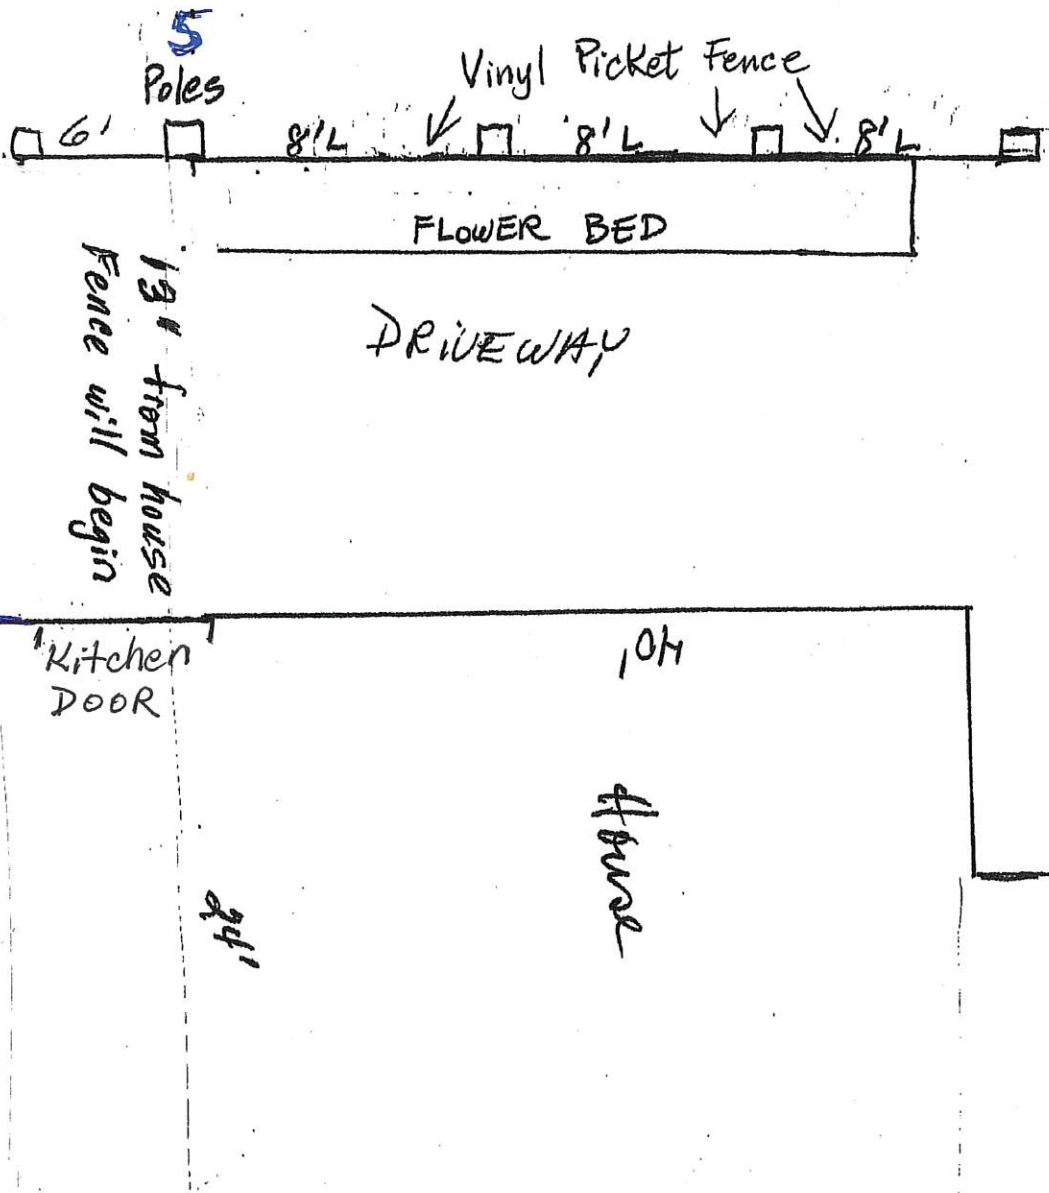 5
Poles
Vinyl Picket Fence
6' 8'L 8'L 8'L
FLOWER BED
13" from house
Fence will begin
DRIVEWAY
Kitchen
DOOR
40'
House
24'